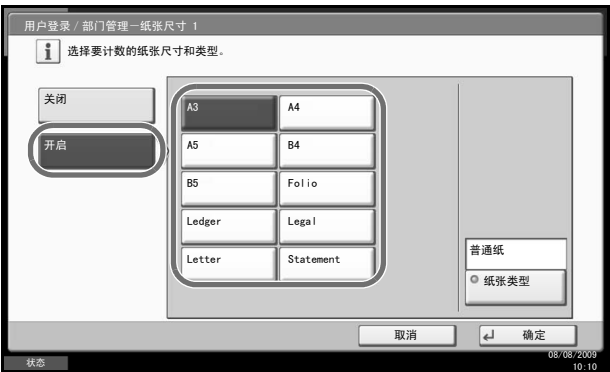 用户登录 / 部门管理－纸张尺寸 1
选择要计数的纸张尺寸和类型。
关闭
开启
A3
A4
A5
B4
B5
Folio
Ledger
Legal
Letter
Statement
普通纸
纸张类型
取消
确定
状态
08/08/2009
10:10